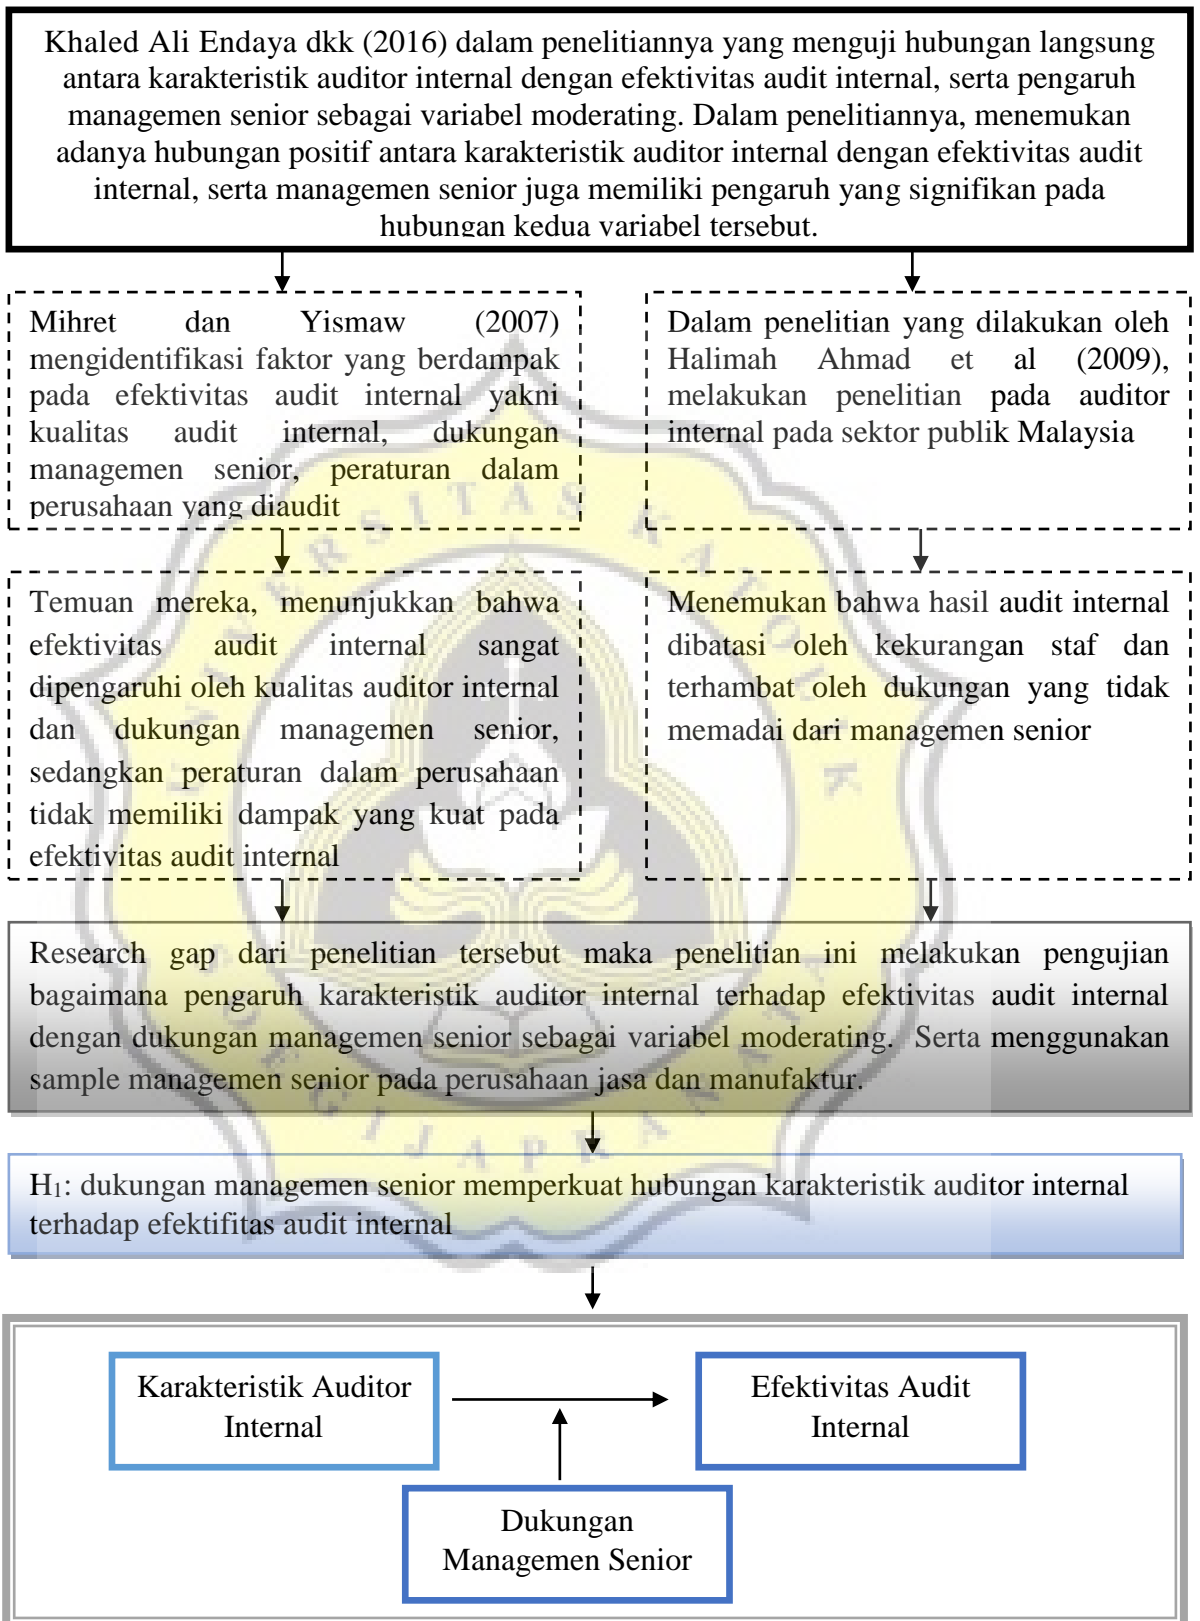 Khaled Ali Endaya dkk (2016) dalam penelitiannya yang menguji hubungan langsung
antara karakteristik auditor internal dengan efektivitas audit internal, serta pengaruh
managemen senior sebagai variabel moderating. Dalam penelitiannya, menemukan
adanya hubungan positif antara karakteristik auditor internal dengan efektivitas audit
internal, serta managemen senior juga memiliki pengaruh yang signifikan pada
hubungan kedua variabel tersebut.
Mihret dan Yismaw (2007)
mengidentifikasi faktor yang berdampak
pada efektivitas audit internal yakni
kualitas audit internal, dukungan
managemen senior, peraturan dalam
perusahaan yang diaudit
Dalam penelitian yang dilakukan oleh
Halimah Ahmad et al (2009),
melakukan penelitian pada auditor
internal pada sektor publik Malaysia
Temuan mereka, menunjukkan bahwa
efektivitas audit internal sangat
dipengaruhi oleh kualitas auditor internal
dan dukungan managemen senior,
sedangkan peraturan dalam perusahaan
tidak memiliki dampak yang kuat pada
efektivitas audit internal
Menemukan bahwa hasil audit internal
dibatasi oleh kekurangan staf dan
terhambat oleh dukungan yang tidak
memadai dari managemen senior
Research gap dari penelitian tersebut maka penelitian ini melakukan pengujian
bagaimana pengaruh karakteristik auditor internal terhadap efektivitas audit internal
dengan dukungan managemen senior sebagai variabel moderating. Serta menggunakan
sample managemen senior pada perusahaan jasa dan manufaktur.
H₁: dukungan managemen senior memperkuat hubungan karakteristik auditor internal
terhadap efektifitas audit internal
Karakteristik Auditor
Internal
Efektivitas Audit
Internal
Dukungan
Managemen Senior
UNIVERSITAS KATOLIK
SOEGIJAPRANATA